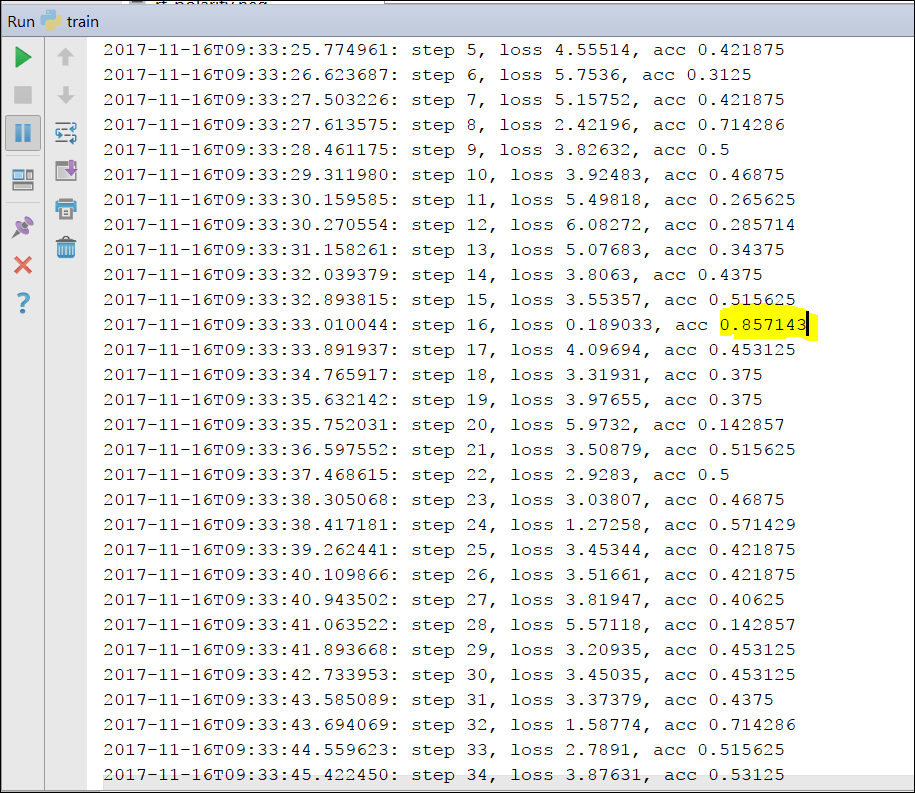 Run train
2017-11-16T09:33:25.774961: step 5, loss 4.55514, acc 0.421875
2017-11-16T09:33:26.623687: step 6, loss 5.7536, acc 0.3125
2017-11-16T09:33:27.503226: step 7, loss 5.15752, acc 0.421875
2017-11-16T09:33:27.613575: step 8, loss 2.42196, acc 0.714286
2017-11-16T09:33:28.461175: step 9, loss 3.82632, acc 0.5
2017-11-16T09:33:29.311980: step 10, loss 3.92483, acc 0.46875
2017-11-16T09:33:30.159585: step 11, loss 5.49818, acc 0.265625
2017-11-16T09:33:30.270554: step 12, loss 6.08272, acc 0.285714
2017-11-16T09:33:31.158261: step 13, loss 5.07683, acc 0.34375
2017-11-16T09:33:32.039379: step 14, loss 3.8063, acc 0.4375
2017-11-16T09:33:32.893815: step 15, loss 3.55357, acc 0.515625
2017-11-16T09:33:33.010044: step 16, loss 0.189033, acc 0.857143
2017-11-16T09:33:33.891937: step 17, loss 4.09694, acc 0.453125
2017-11-16T09:33:34.765917: step 18, loss 3.31931, acc 0.375
2017-11-16T09:33:35.632142: step 19, loss 3.97655, acc 0.375
2017-11-16T09:33:35.752031: step 20, loss 5.9732, acc 0.142857
2017-11-16T09:33:36.597552: step 21, loss 3.50879, acc 0.515625
2017-11-16T09:33:37.468615: step 22, loss 2.9283, acc 0.5
2017-11-16T09:33:38.305068: step 23, loss 3.03807, acc 0.46875
2017-11-16T09:33:38.417181: step 24, loss 1.27258, acc 0.571429
2017-11-16T09:33:39.262441: step 25, loss 3.45344, acc 0.421875
2017-11-16T09:33:40.109866: step 26, loss 3.51661, acc 0.421875
2017-11-16T09:33:40.943502: step 27, loss 3.81947, acc 0.40625
2017-11-16T09:33:41.063522: step 28, loss 5.57118, acc 0.142857
2017-11-16T09:33:41.893668: step 29, loss 3.20935, acc 0.453125
2017-11-16T09:33:42.733953: step 30, loss 3.45035, acc 0.453125
2017-11-16T09:33:43.585089: step 31, loss 3.37379, acc 0.4375
2017-11-16T09:33:43.694069: step 32, loss 1.58774, acc 0.714286
2017-11-16T09:33:44.559623: step 33, loss 2.7891, acc 0.515625
2017-11-16T09:33:45.422450: step 34, loss 3.87631, acc 0.53125